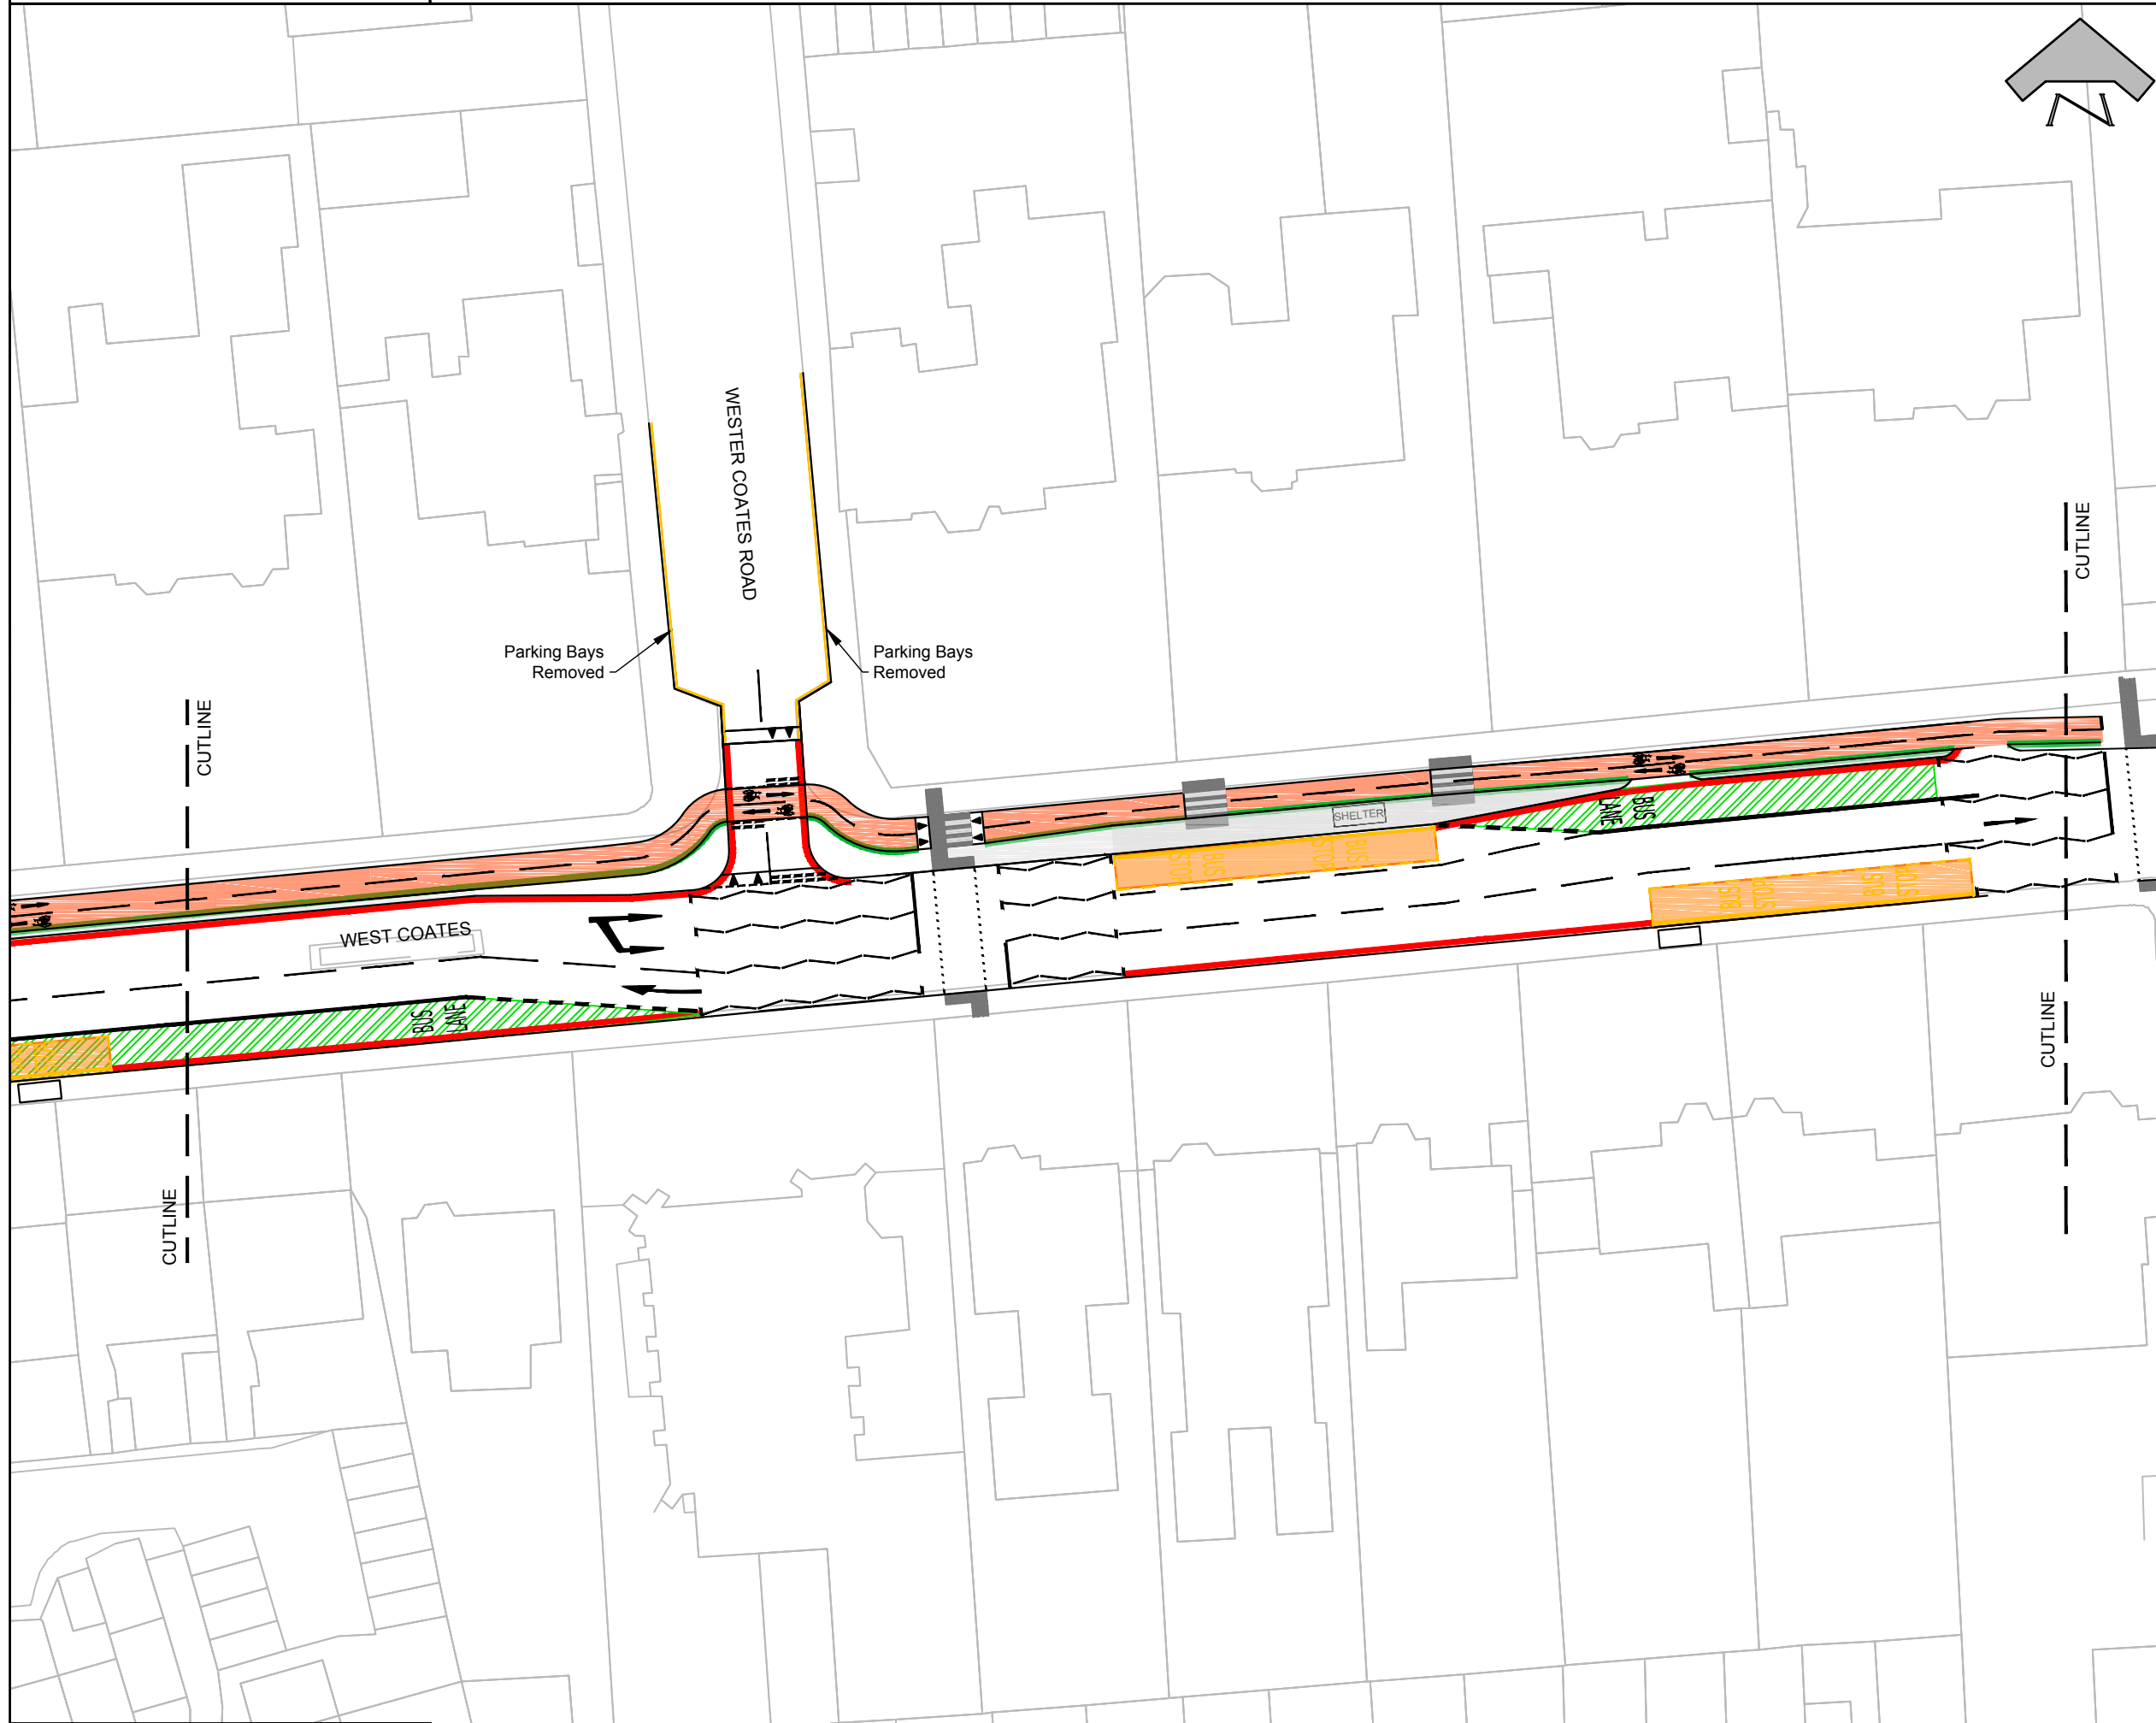 N
WESTER COATES ROAD
Parking Bays
Removed
Parking Bays
Removed
CUTLINE
CUTLINE
SHELTER
BUS
LANE
BUS
STOP
BUS
STOP
BUS
STOP
BUS
STOP
WEST COATES
BUS
LANE
CUTLINE
CUTLINE